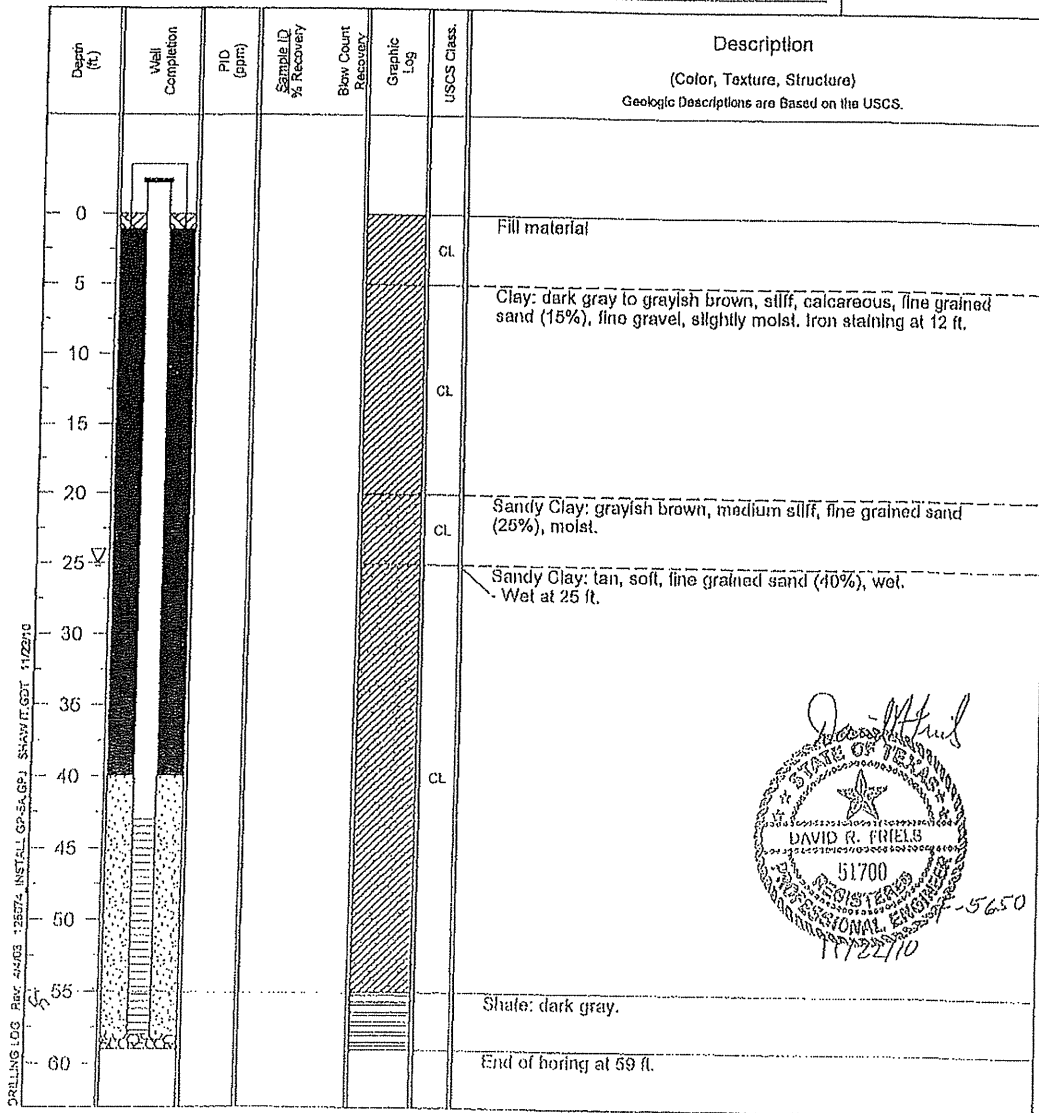 Depth
(ft.)
Well
Completion
PID
(ppm)
Sample ID
% Recovery
Blow Count
Recovery
Graphic
Log
USCS Class.
Description
(Color, Texture, Structure)
Geologic Descriptions are Based on the USCS.
0
5
10
15
20
25
30
35
40
45
50
55
60
CL
CL
CL
CL
Fill material
Clay: dark gray to grayish brown, stiff, calcareous, fine grained
sand (15%), fine gravel, slightly moist. Iron staining at 12 ft.
Sandy Clay: grayish brown, medium stiff, fine grained sand
(25%), moist.
Sandy Clay: tan, soft, fine grained sand (40%), wet.
- Wet at 25 ft.
Shale: dark gray.
End of boring at 59 ft.
STATE OF TEXAS
DAVID R. FRIELS
51700
REGISTERED
PROFESSIONAL ENGINEER
F-5650
11/22/10
DRILLING LOG Rev. 4/4/03 125074 INSTALL GP-5A.GPJ SHAWIT.GDT 11/22/10